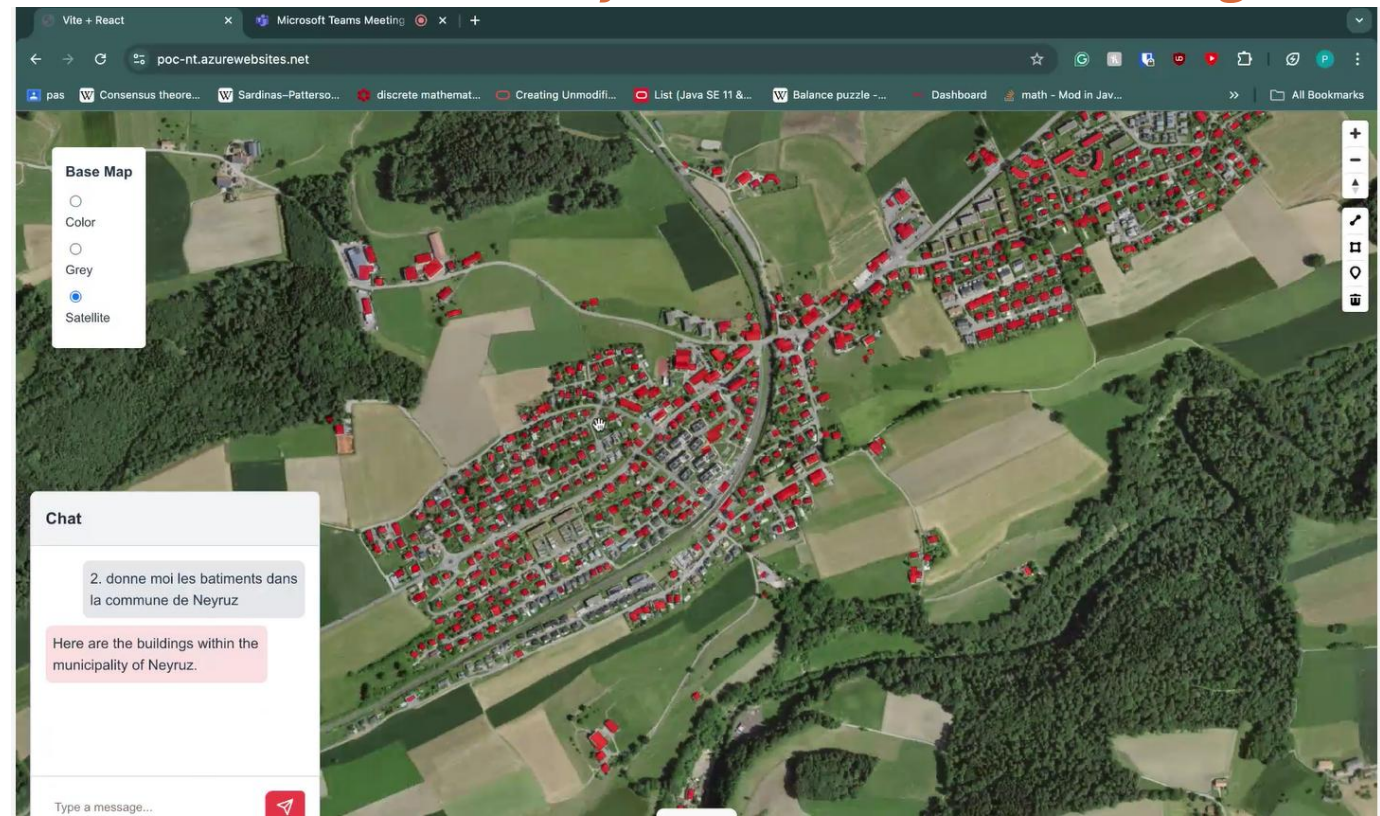 Vite + React
Microsoft Teams Meeting
poc-nt.azurewebsites.net
pas
Consensus theore...
Sardinas–Patterso...
discrete mathemat...
Creating Unmodifi...
List (Java SE 11 &...
Balance puzzle -...
Dashboard
math - Mod in Jav...
All Bookmarks
Base Map
Color
Grey
Satellite
Chat
2. donne moi les batiments dans
la commune de Neyruz
Here are the buildings within the
municipality of Neyruz.
Type a message...